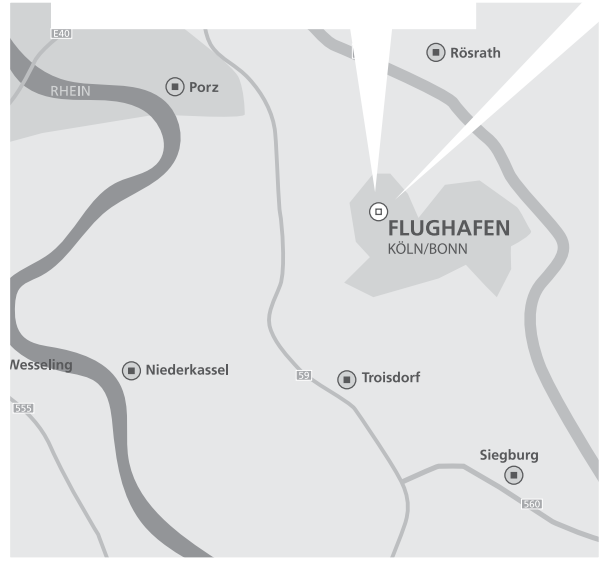 E40
Rösrath
RHEIN
Porz
FLUGHAFEN
KÖLN/BONN
Wesseling
Niederkassel
59
Troisdorf
555
Siegburg
560